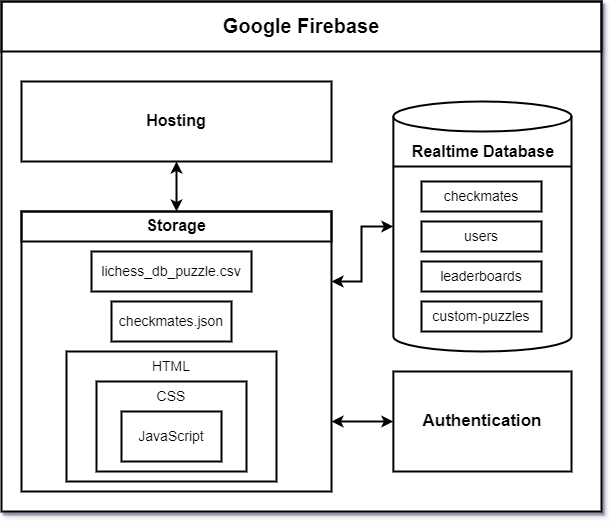 Google Firebase
Hosting
Storage
lichess_db_puzzle.csv
checkmates.json
HTML
CSS
JavaScript
Realtime Database
checkmates
users
leaderboards
custom-puzzles
Authentication